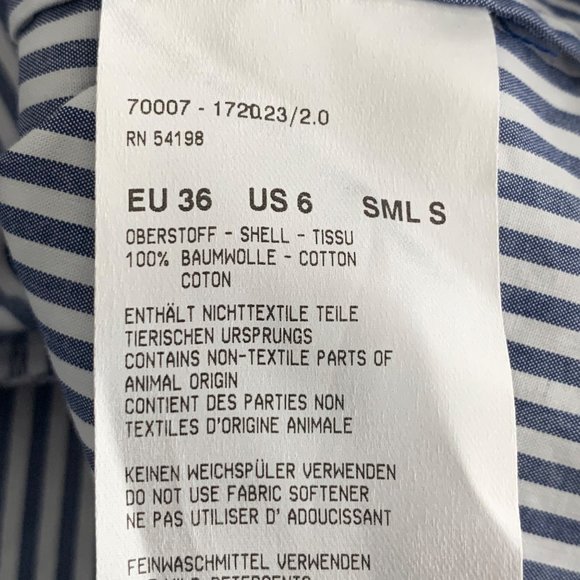 70007 - 172023/2.0
RN 54198
EU 36 US 6 SML S
OBERSTOFF - SHELL - TISSU
100% BAUMWOLLE - COTTON
COTON
ENTHÄLT NICHTTEXTILE TEILE
TIERISCHEN URSPRUNGS
CONTAINS NON-TEXTILE PARTS OF
ANIMAL ORIGIN
CONTIENT DES PARTIES NON
TEXTILES D'ORIGINE ANIMALE
KEINEN WEICHSPÜLER VERWENDEN
DO NOT USE FABRIC SOFTENER
NE PAS UTILISER D' ADOUCISSANT
FEINWASCHMITTEL VERWENDEN